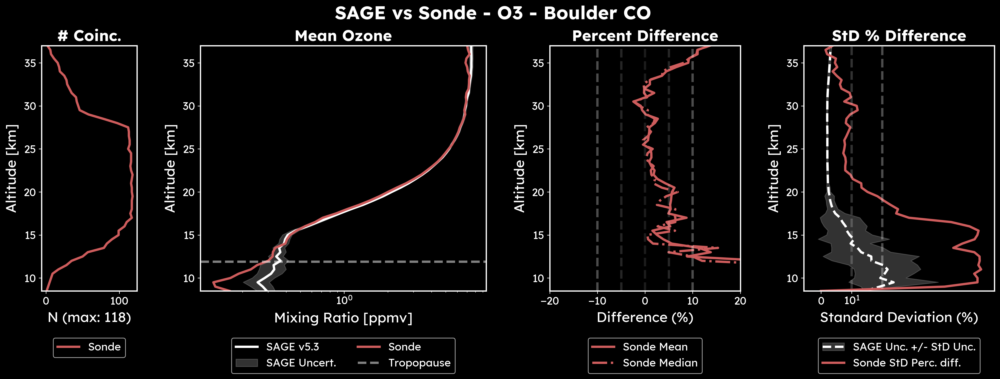 SAGE vs Sonde - O3 - Boulder CO
# Coinc.
Altitude [km]
35
30
25
20
15
10
0 100
N (max: 118)
Sonde
Mean Ozone
Altitude [km]
35
30
25
20
15
10
10⁰
Mixing Ratio [ppmv]
SAGE v5.3
SAGE Uncert.
Sonde
Tropopause
Percent Difference
Altitude [km]
35
30
25
20
15
10
−20 −10 0 10 20
Difference (%)
Sonde Mean
Sonde Median
StD % Difference
Altitude [km]
35
30
25
20
15
10
0 10¹
Standard Deviation (%)
SAGE Unc. +/- StD Unc.
Sonde StD Perc. diff.